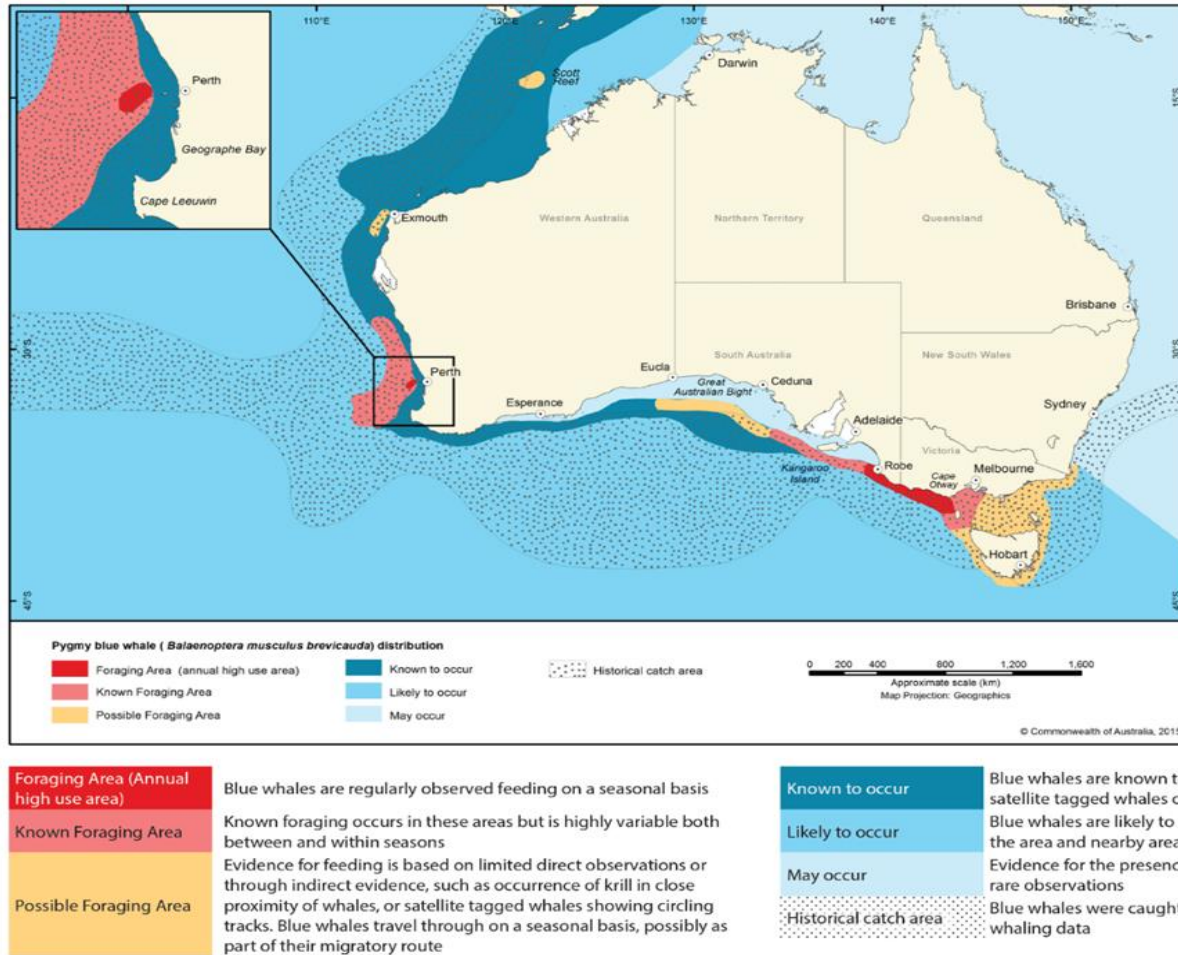 110°E
120°E
130°E
140°E
150°E
Scott
Reef
Darwin
15°S
15°S
Perth
Geographe Bay
Cape Leeuwin
Exmouth
Western Australia
Northern Territory
Queensland
Brisbane
30°S
30°S
South Australia
New South Wales
Perth
Eucla
Great
Australian Bight
Ceduna
Esperance
Sydney
Adelaide
Victoria
Kangaroo
Island
Robe
Cape
Otway
Melbourne
Hobart
45°S
45°S
Pygmy blue whale ( Balaenoptera musculus brevicauda) distribution
Foraging Area (annual high use area)
Known Foraging Area
Possible Foraging Area
Known to occur
Likely to occur
May occur
Historical catch area
0 200 400 800 1,200 1,600
Approximate scale (km)
Map Projection: Geographics
© Commonwealth of Australia, 2015
Foraging Area (Annual
high use area)
Blue whales are regularly observed feeding on a seasonal basis
Known Foraging Area
Known foraging occurs in these areas but is highly variable both
between and within seasons
Possible Foraging Area
Evidence for feeding is based on limited direct observations or
through indirect evidence, such as occurrence of krill in close
proximity of whales, or satellite tagged whales showing circling
tracks. Blue whales travel through on a seasonal basis, possibly as
part of their migratory route
Known to occur
Blue whales are known t
satellite tagged whales o
Likely to occur
Blue whales are likely to
the area and nearby area
May occur
Evidence for the presenc
rare observations
Historical catch area
Blue whales were caught
whaling data